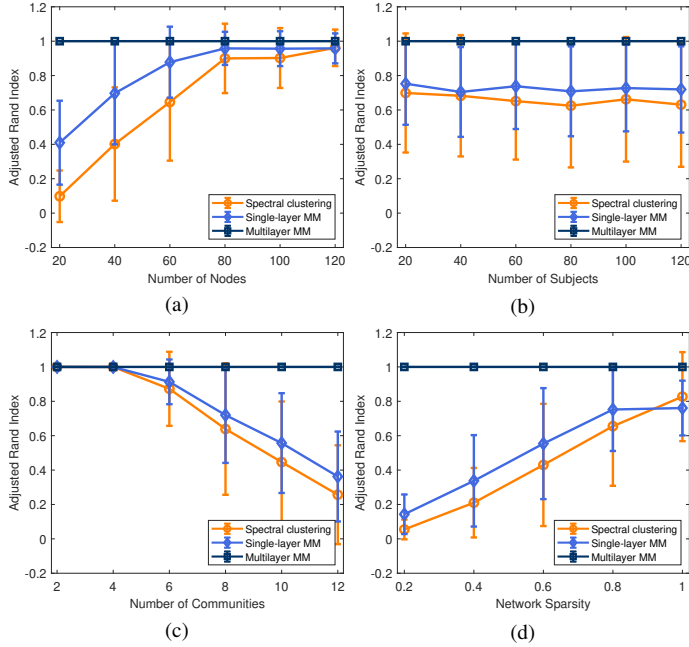 1.2
1
0.8
0.6
0.4
0.2
0
-0.2
Adjusted Rand Index
20 40 60 80 100 120
Number of Nodes
Spectral clustering
Single-layer MM
Multilayer MM
(a)
1.2
1
0.8
0.6
0.4
0.2
0
-0.2
Adjusted Rand Index
20 40 60 80 100 120
Number of Subjects
Spectral clustering
Single-layer MM
Multilayer MM
(b)
1.2
1
0.8
0.6
0.4
0.2
0
-0.2
Adjusted Rand Index
2 4 6 8 10 12
Number of Communities
Spectral clustering
Single-layer MM
Multilayer MM
(c)
1.2
1
0.8
0.6
0.4
0.2
0
-0.2
Adjusted Rand Index
0.2 0.4 0.6 0.8 1
Network Sparsity
Spectral clustering
Single-layer MM
Multilayer MM
(d)